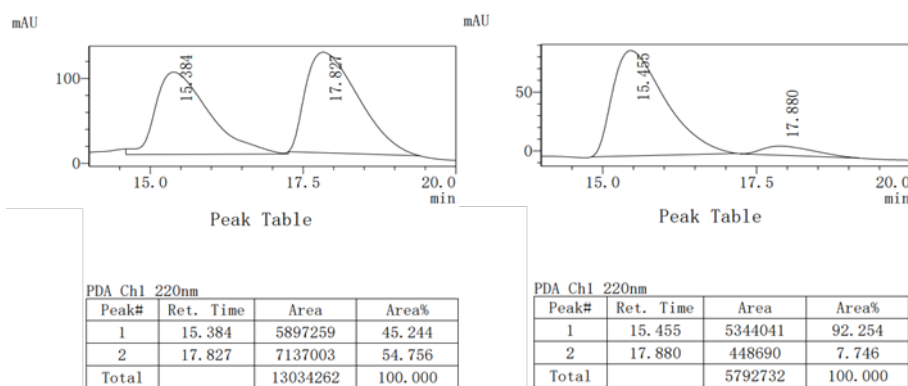 mAU
100
0
15.384
17.827
15.0
17.5
20.0
min
Peak Table
PDA Ch1 220nm
Peak# Ret. Time Area Area%
1 15.384 5897259 45.244
2 17.827 7137003 54.756
Total 13034262 100.000
mAU
50
0
15.455
17.880
15.0
17.5
20.0
min
Peak Table
PDA Ch1 220nm
Peak# Ret. Time Area Area%
1 15.455 5344041 92.254
2 17.880 448690 7.746
Total 5792732 100.000